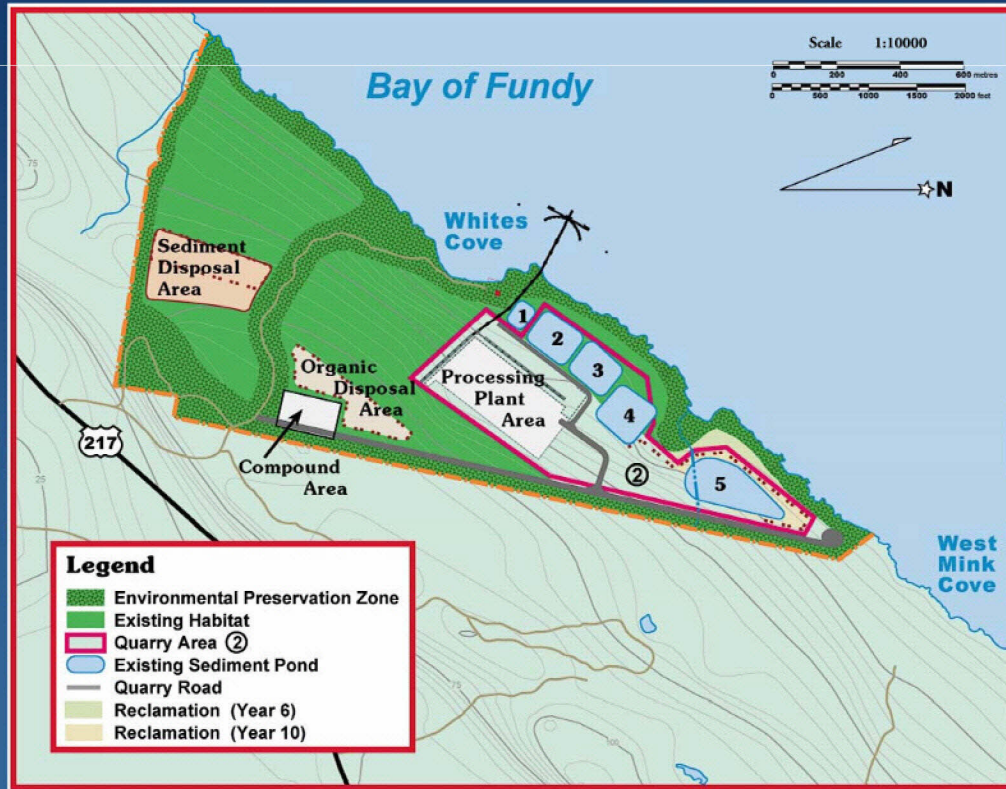 Scale 1:10000
0 200 400 600 metres
0 500 1000 1500 2000 feet
Bay of Fundy
N
Whites
Cove
75
Sediment
Disposal
Area
1
2
3
4
5
Organic
Disposal
Area
Processing
Plant
Area
②
217
Compound
Area
25
West
Mink
Cove
Legend
Environmental Preservation Zone
Existing Habitat
Quarry Area ②
Existing Sediment Pond
Quarry Road
Reclamation (Year 6)
Reclamation (Year 10)
75
100